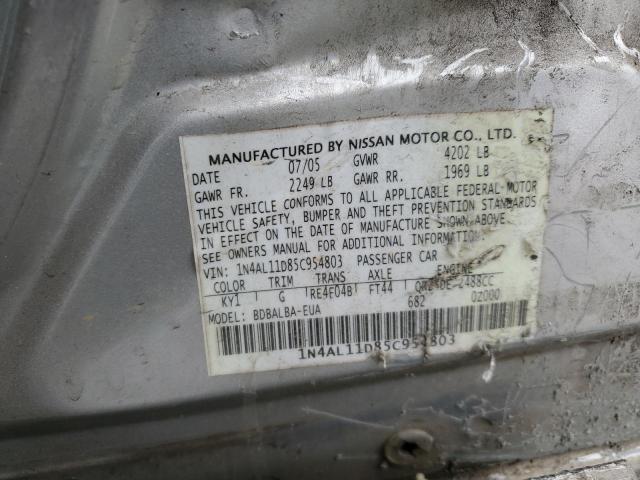 MANUFACTURED BY NISSAN MOTOR CO., LTD.
DATE 07/05 GVWR 4202 LB
GAWR FR. 2249 LB GAWR RR. 1969 LB
THIS VEHICLE CONFORMS TO ALL APPLICABLE FEDERAL MOTOR
VEHICLE SAFETY, BUMPER AND THEFT PREVENTION STANDARDS
IN EFFECT ON THE DATE OF MANUFACTURE SHOWN ABOVE.
SEE OWNERS MANUAL FOR ADDITIONAL INFORMATION.
VIN: 1N4AL11D85C954803 PASSENGER CAR
COLOR TRIM TRANS AXLE ENGINE
KY1 G RE4F04B FT44 QR25DE-2488CC
MODEL: BDBALBA-EUA 682 0Z000
1N4AL11D85C954803